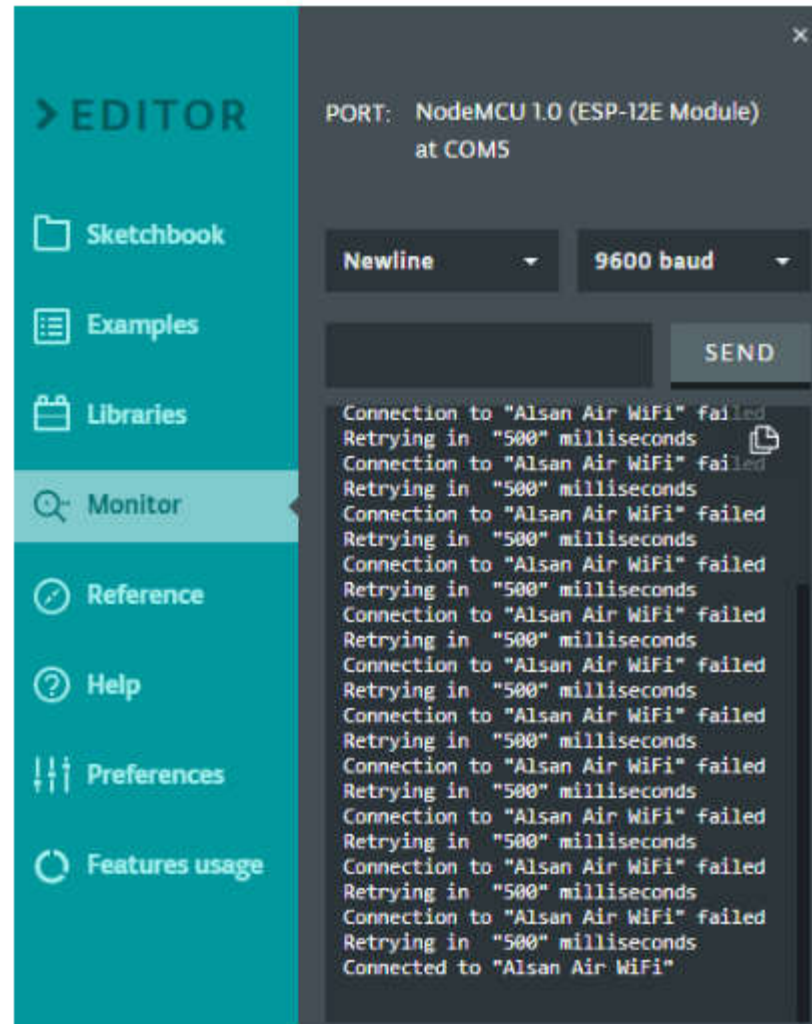 ×
>EDITOR
Sketchbook
Examples
Libraries
Monitor
Reference
Help
Preferences
Features usage
PORT: NodeMCU 1.0 (ESP-12E Module)
at COM5
Newline
9600 baud
SEND
Connection to "Alsan Air WiFi" failed
Retrying in  "500" milliseconds
Connection to "Alsan Air WiFi" failed
Retrying in  "500" milliseconds
Connection to "Alsan Air WiFi" failed
Retrying in  "500" milliseconds
Connection to "Alsan Air WiFi" failed
Retrying in  "500" milliseconds
Connection to "Alsan Air WiFi" failed
Retrying in  "500" milliseconds
Connection to "Alsan Air WiFi" failed
Retrying in  "500" milliseconds
Connection to "Alsan Air WiFi" failed
Retrying in  "500" milliseconds
Connection to "Alsan Air WiFi" failed
Retrying in  "500" milliseconds
Connection to "Alsan Air WiFi" failed
Retrying in  "500" milliseconds
Connection to "Alsan Air WiFi" failed
Retrying in  "500" milliseconds
Connection to "Alsan Air WiFi" failed
Retrying in  "500" milliseconds
Connected to "Alsan Air WiFi"